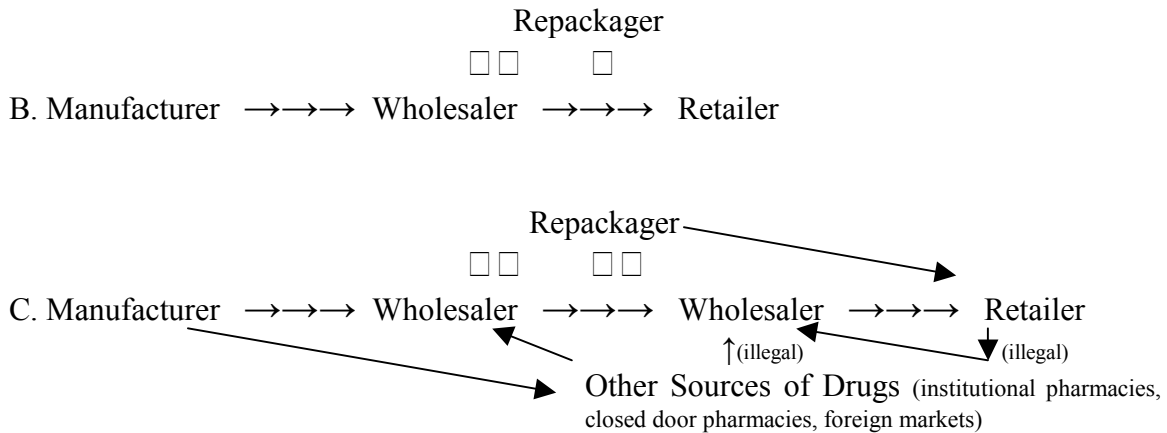 Repackager
□□ □
B. Manufacturer →→→ Wholesaler →→→ Retailer
Repackager
□□ □□
C. Manufacturer →→→ Wholesaler →→→ Wholesaler →→→ Retailer
↑(illegal) (illegal)
Other Sources of Drugs (institutional pharmacies,
closed door pharmacies, foreign markets)